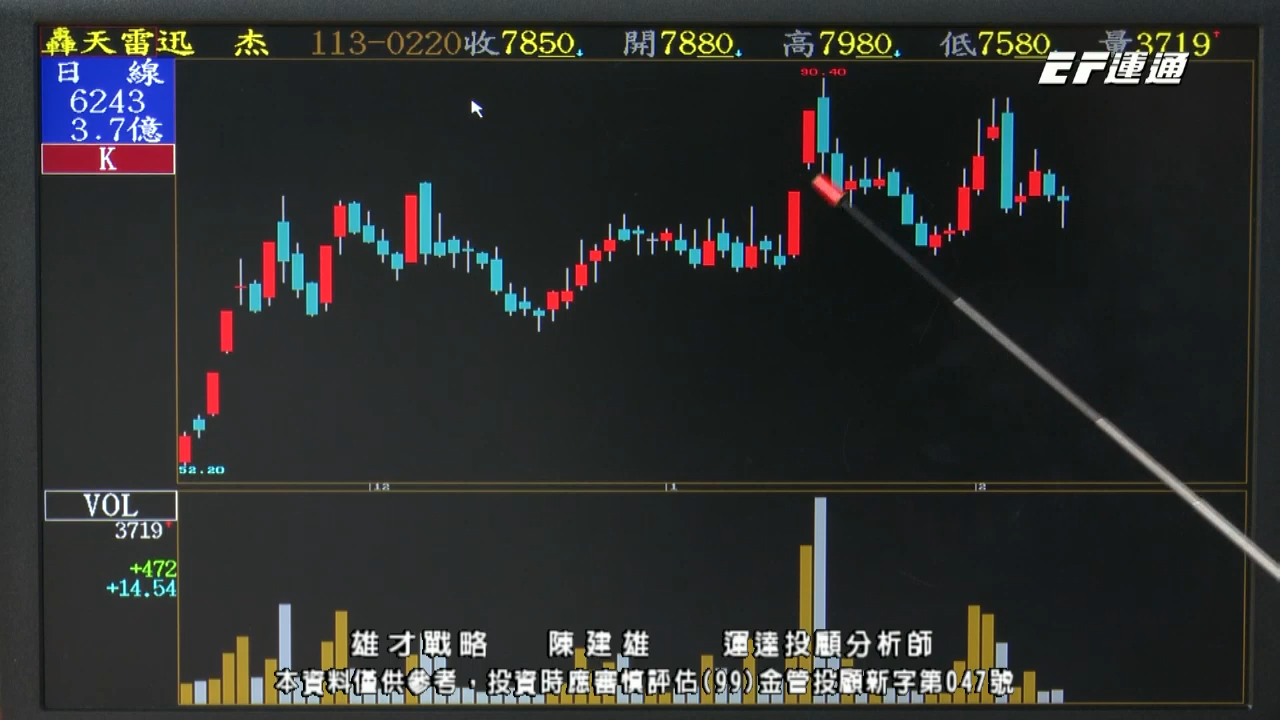 轟天雷迅 杰 113-0220收7850 開7880 高7980 低7580 量3719
EF連通
日 線
6243
3.7億
K
90.40
52.20
12 1 2
VOL
3719
+472
+14.54
雄才戰略 陳建雄 運達投顧分析師
本資料僅供參考，投資時應審慎評估(99)金管投顧新字第047號